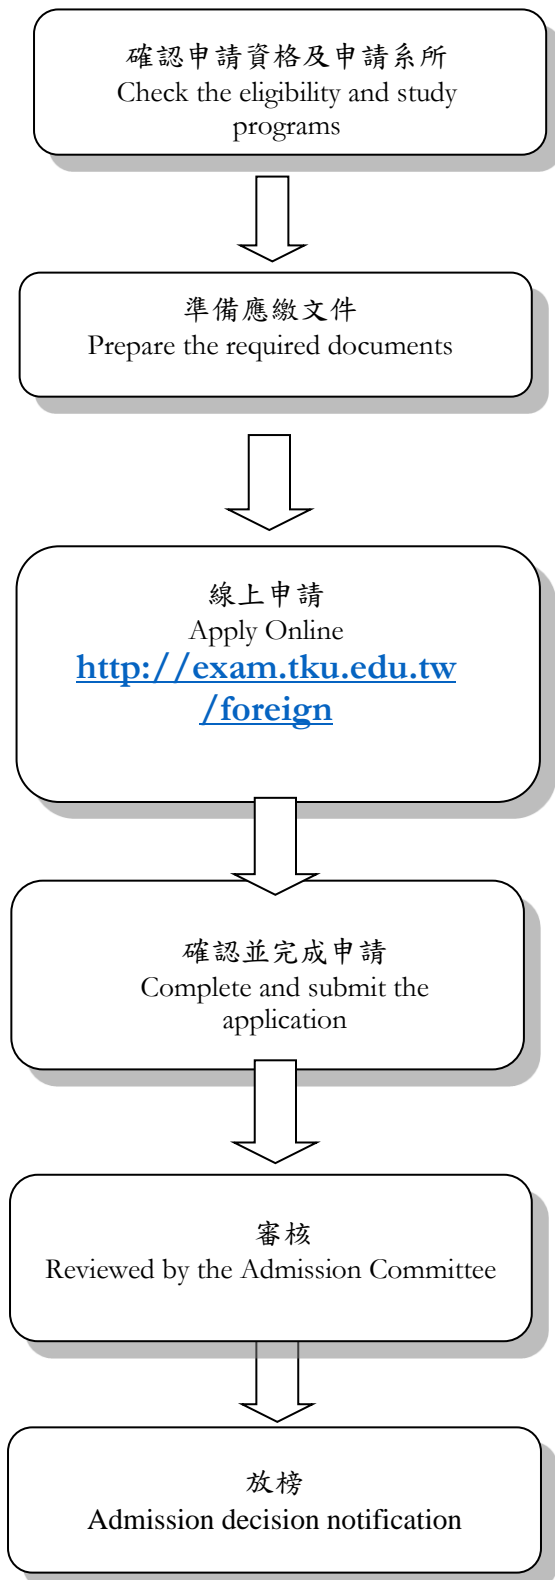 確認申請資格及申請系所
Check the eligibility and study
programs
準備應繳文件
Prepare the required documents
線上申請
Apply Online
http://exam.tku.edu.tw
/foreign
確認並完成申請
Complete and submit the
application
審核
Reviewed by the Admission Committee
放榜
Admission decision notification